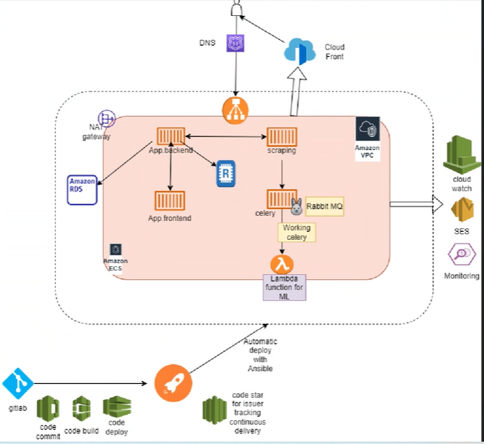 DNS
Cloud
Front
NAT
gateway
App.backend
scraping
Amazon
VPC
Amazon
RDS
R
cloud
watch
App.frontend
celery
Rabbit MQ
SES
Working
celery
Amazon
ECS
Monitoring
Lambda
function for
ML
Automatic
deploy
with
Ansible
gitlab
code
commit
code build
code
deploy
code star
for issuer
tracking
continuous
delivery